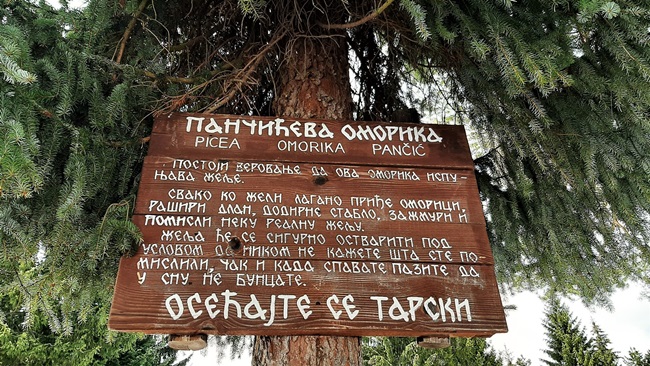 ПАНЧИЋЕВА ОМОРИКА
PICEA OMORIKA PANČIĆ
ПОСТОЈИ ВЕРОВАЊЕ ДА ОВА ОМОРИКА ИСПУ-
ЊАВА ЖЕЉЕ.
СВАКО КО ЖЕЛИ ЛАГАНО ПРИЂЕ ОМОРИЦИ,
РАШИРИ ДЛАН, ДОДИРНЕ СТАБЛО, ЗАЖМУРИ И
ПОМИСЛИ НЕКУ РЕАЛНУ ЖЕЉУ.
ЖЕЉА ЋЕ СЕ СИГУРНО ОСТВАРИТИ ПОД
УСЛОВОМ ДА НИКОМ НЕ КАЖЕТЕ ШТА СТЕ ПО-
МИСЛИЛИ, ЧАК И КАДА СПАВАТЕ ПАЗИТЕ ДА
У СНУ НЕ БУНЦАТЕ.
ОСЕЋАЈТЕ СЕ ТАРСКИ